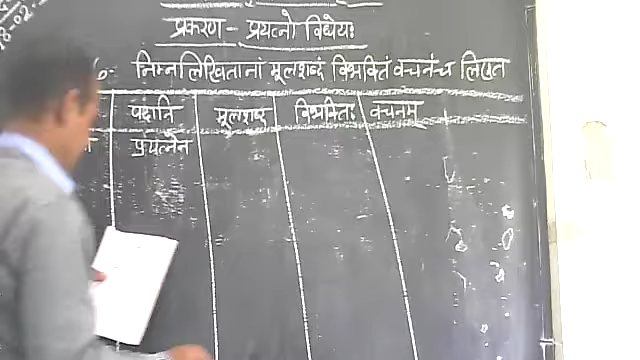 प्रकरण - प्रयत्नो विधेयः
निम्नलिखितानां मूलशब्दं विभक्तिं वचनंच लिखत
पदानि मूलशब्द विभक्तिः वचनम्
प्रयत्नेन